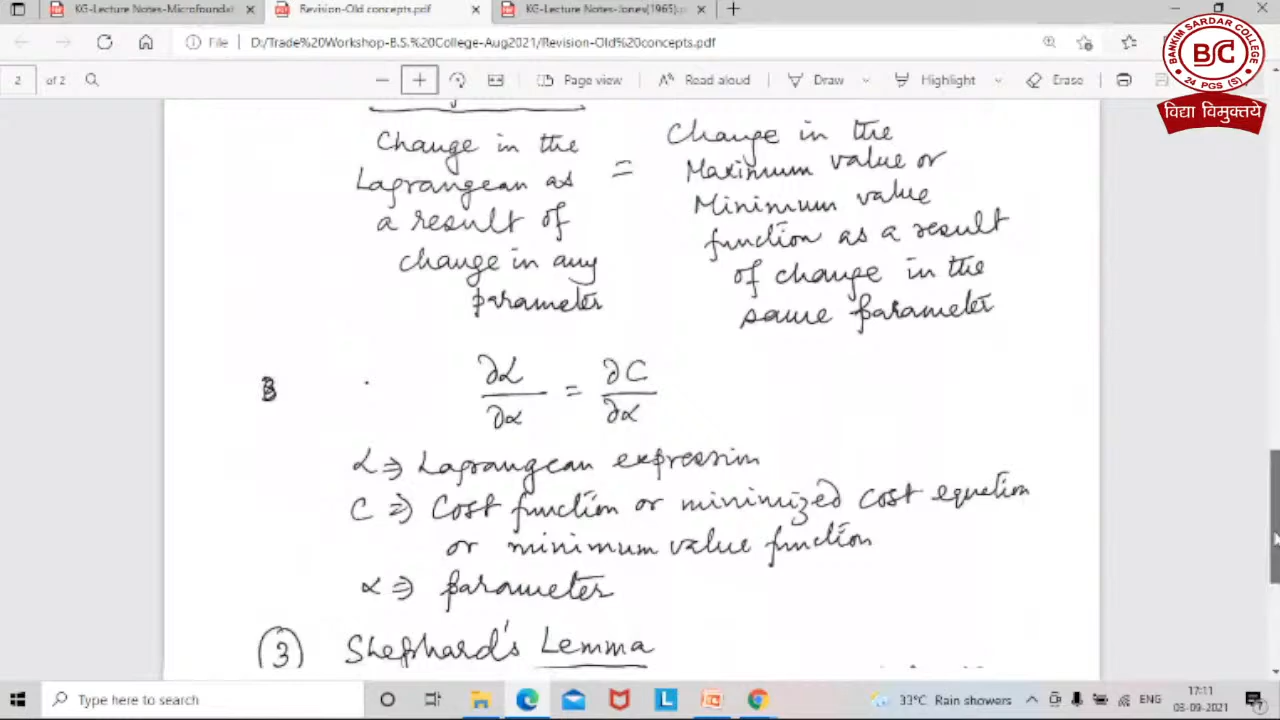 KG-Lecture Notes-Microfoundat
Revision-Old concepts.pdf
KG-Lecture Notes-Jones(1965).p
File
D:/Trade%20Workshop-B.S.%20College-Aug2021/Revision-Old%20concepts.pdf
2 of 2
Page view
Read aloud
Draw
Highlight
Erase
BANKIM SARDAR COLLEGE
BSC
24 PGS (S)
विद्या विमुक्तये
Change in the
Lagrangean as
a result of
change in any
parameter
=
Change in the
Maximum value or
Minimum value
function as a result
of change in the
same parameter
∂L/∂α = ∂C/∂α
L ⇒ Lagrangean expression
C ⇒ Cost function or minimized cost equation
or minimum value function
α ⇒ parameter
③ Shephard's Lemma
Type here to search
33°C Rain showers
ENG
17:11
03-09-2021